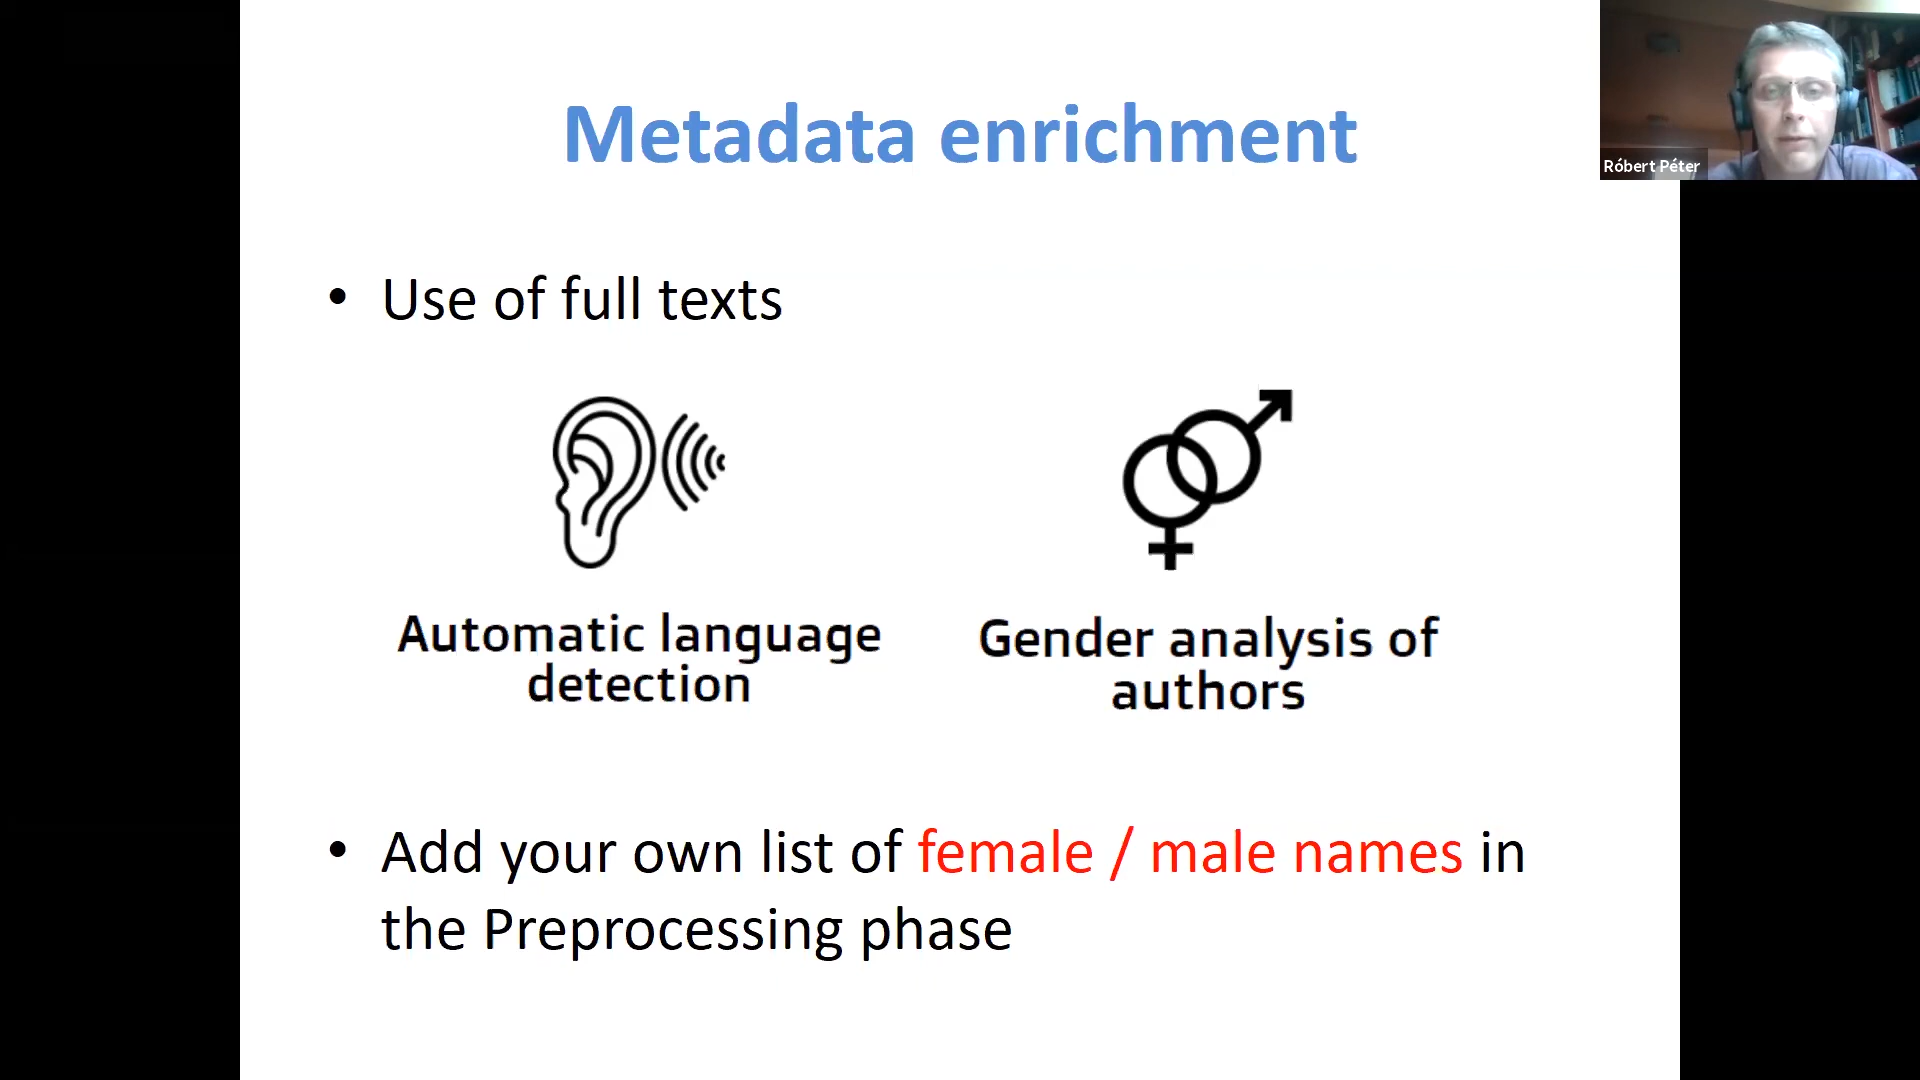 Metadata enrichment
Róbert Péter
• Use of full texts
Automatic language
detection
Gender analysis of
authors
• Add your own list of female / male names in
the Preprocessing phase